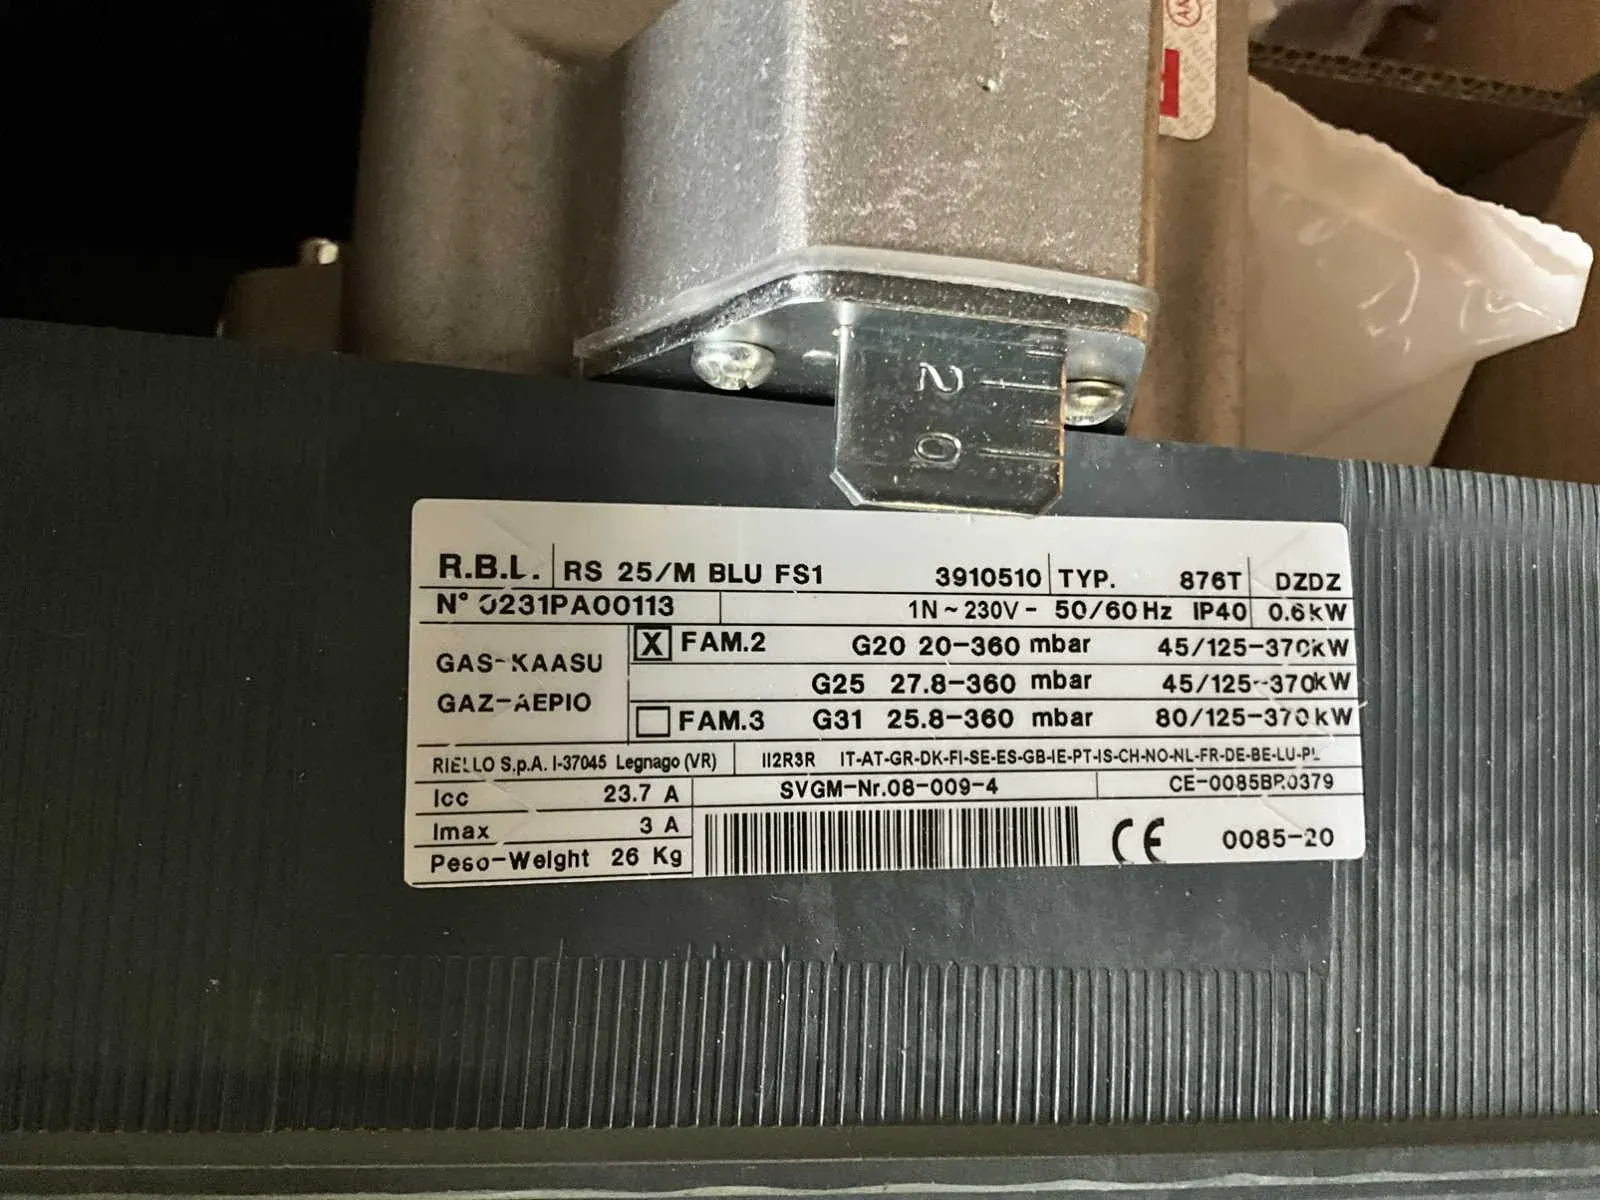 2
0
R.B.L. RS 25/M BLU FS1 3910510 TYP. 876T DZDZ
N° 0231PA00113 1N ~ 230V - 50/60 Hz IP40 0.6kW
GAS-KAASU
GAZ-AEPIO
X FAM.2 G20 20-360 mbar 45/125-370kW
G25 27.8-360 mbar 45/125-370kW
FAM.3 G31 25.8-360 mbar 80/125-370kW
RIELLO S.p.A. I-37045 Legnago (VR) II2R3R IT-AT-GR-DK-FI-SE-ES-GB-IE-PT-IS-CH-NO-NL-FR-DE-BE-LU-PL
Icc 23.7 A SVGM-Nr.08-009-4 CE-0085BR0379
Imax 3 A
Peso-Weight 26 Kg CE 0085-20